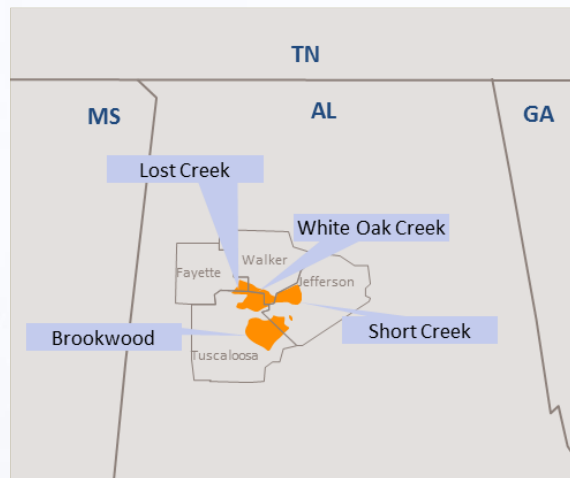 TN
MS
AL
GA
Lost Creek
White Oak Creek
Walker
Fayette
Jefferson
Short Creek
Brookwood
Tuscaloosa